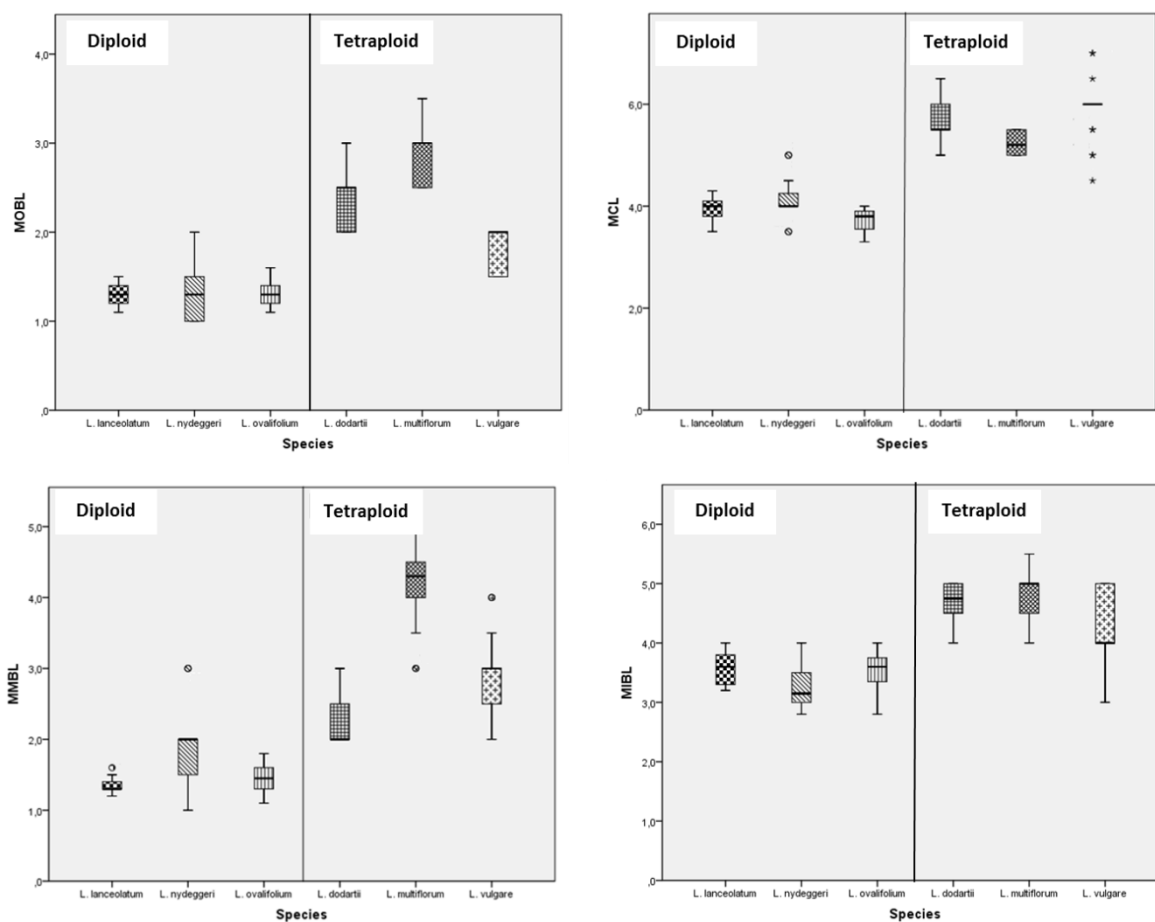 Diploid
Tetraploid
4,0
3,0
2,0
1,0
,0
MOBL
L. lanceolatum
L. nydeggeri
L. ovalifolium
L. dodartii
L. multiflorum
L. vulgare
Species
Diploid
Tetraploid
6,0
4,0
2,0
,0
MCL
L. lanceolatum
L. nydeggeri
L. ovalifolium
L. dodartii
L. multiflorum
L. vulgare
Species
Diploid
Tetraploid
5,0
4,0
3,0
2,0
1,0
,0
MMBL
L. lanceolatum
L. nydeggeri
L. ovalifolium
L. dodartii
L. multiflorum
L. vulgare
Species
Diploid
Tetraploid
6,0
5,0
4,0
3,0
2,0
1,0
,0
MIBL
L. lanceolatum
L. nydeggeri
L. ovalifolium
L. dodartii
L. multiflorum
L. vulgare
Species